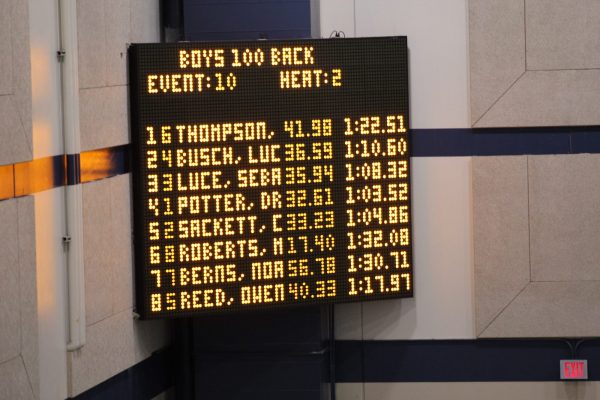 BOYS 100 BACK
EVENT:10 HEAT:2
1 6 THOMPSON, 41.98 1:22.51
2 4 BUSCH, LUC 36.59 1:10.60
3 3 LUCE, SEBA 35.94 1:08.32
4 1 POTTER, DR 32.61 1:03.52
5 2 SACKETT, C 33.23 1:04.86
6 8 ROBERTS, M 17.40 1:32.08
7 7 BERNS, NOA 56.78 1:30.71
8 5 REED, OWEN 40.33 1:17.97
EXIT